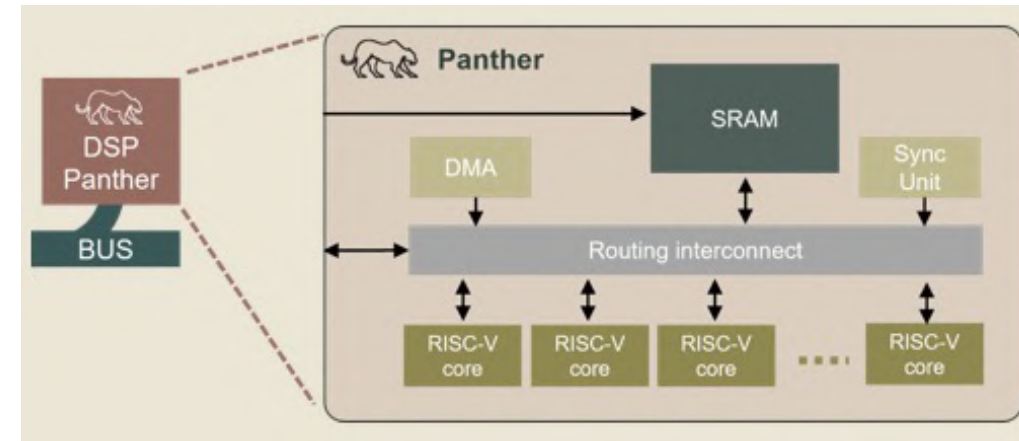 Panther
DSP
Panther
BUS
SRAM
DMA
Sync
Unit
Routing interconnect
RISC-V
core
RISC-V
core
RISC-V
core
RISC-V
core